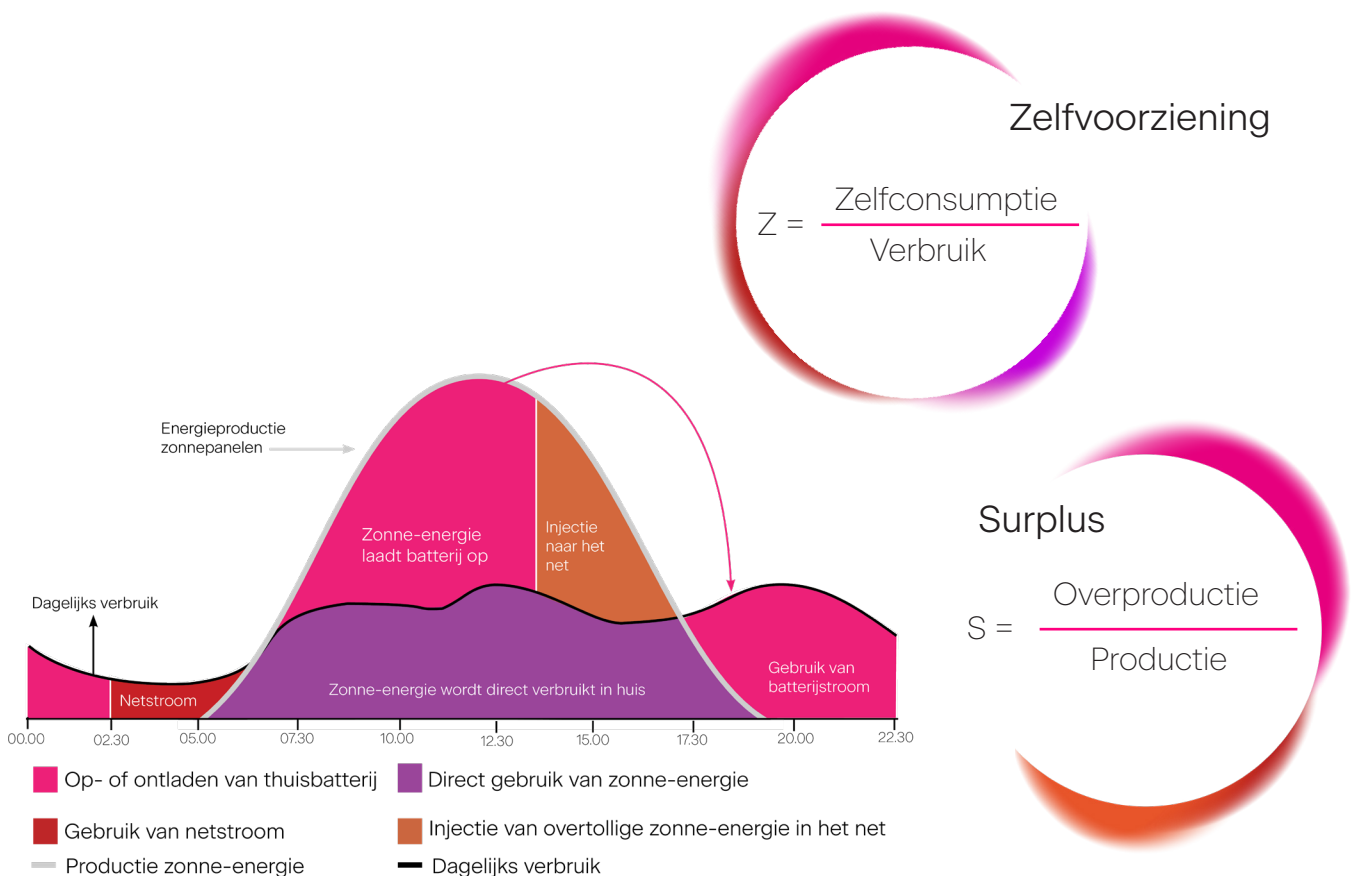 Zelfvoorziening
Z =
Zelfconsumptie
Verbruik
Energieproductie
zonnepanelen
Zonne-energie
laadt batterij op
Injectie
naar het
net
Dagelijks verbruik
Netstroom
Zonne-energie wordt direct verbruikt in huis
Gebruik van
batterijstroom
00.00 02.30 05.00 07.30 10.00 12.30 15.00 17.30 20.00 22.30
Surplus
S =
Overproductie
Productie
Op- of ontladen van thuisbatterij
Direct gebruik van zonne-energie
Gebruik van netstroom
Injectie van overtollige zonne-energie in het net
Productie zonne-energie
Dagelijks verbruik